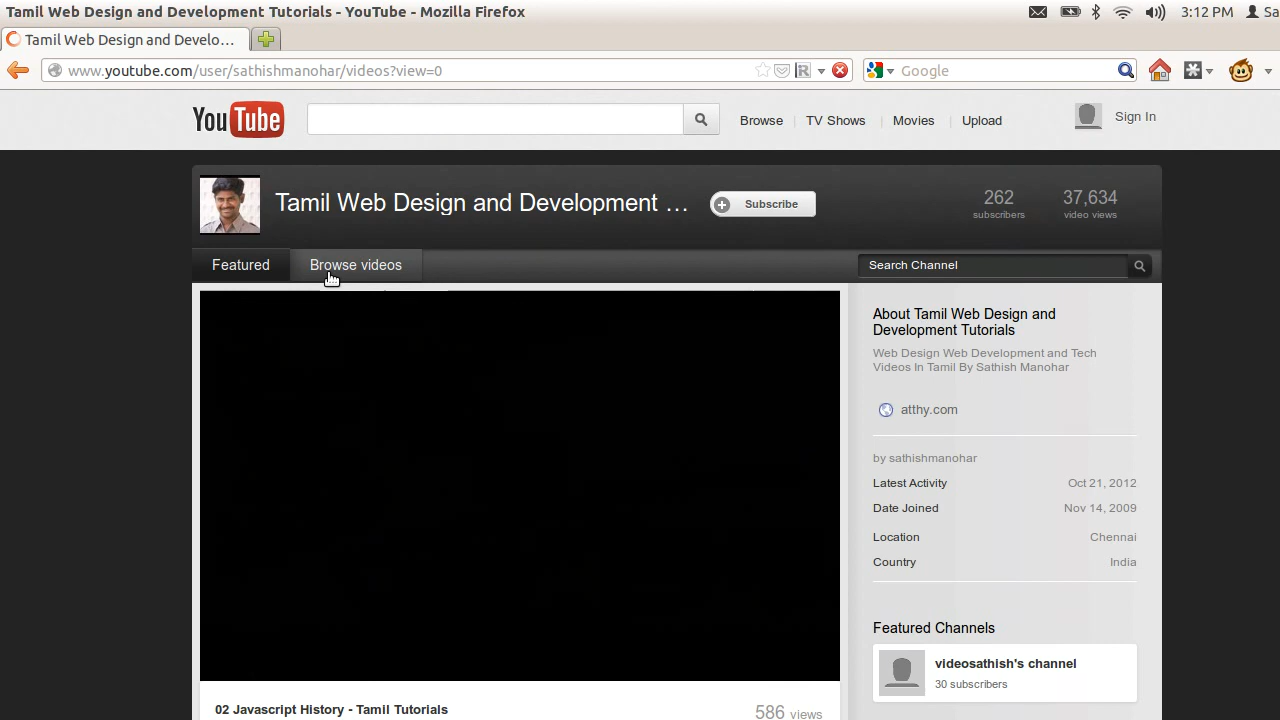 Tamil Web Design and Development Tutorials - YouTube - Mozilla Firefox
3:12 PM
Sa
Tamil Web Design and Develo…
www.youtube.com/user/sathishmanohar/videos?view=0
Google
YouTube
Browse
TV Shows
Movies
Upload
Sign In
Tamil Web Design and Development …
Subscribe
262
subscribers
37,634
video views
Featured
Browse videos
Search Channel
About Tamil Web Design and
Development Tutorials
Web Design Web Development and Tech
Videos In Tamil By Sathish Manohar
atthy.com
by sathishmanohar
Latest Activity Oct 21, 2012
Date Joined Nov 14, 2009
Location Chennai
Country India
Featured Channels
videosathish's channel
30 subscribers
02 Javascript History - Tamil Tutorials
586 views